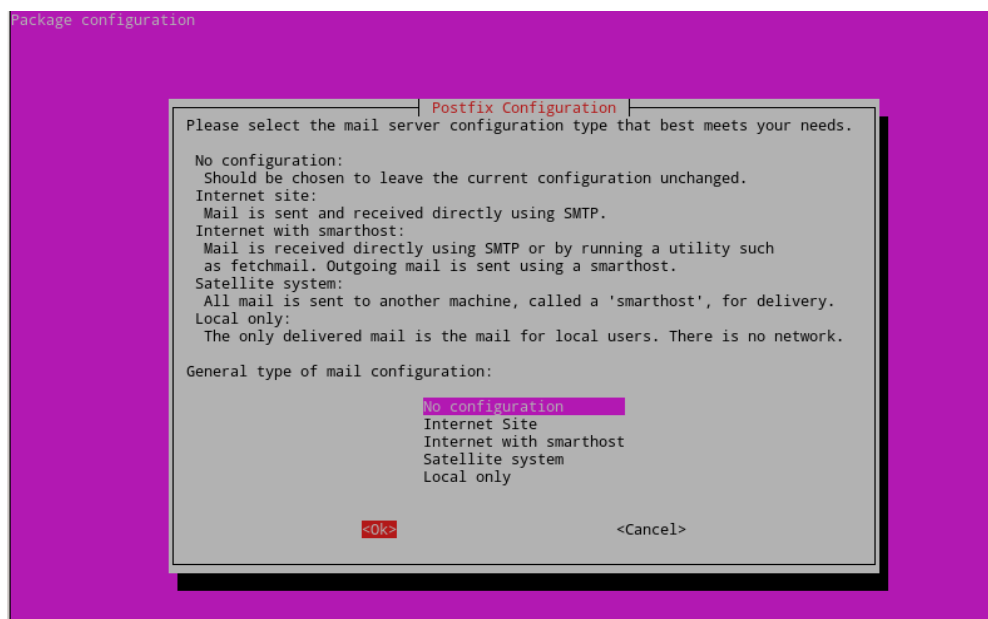 Package configuration
Postfix Configuration
Please select the mail server configuration type that best meets your needs.
No configuration:
Should be chosen to leave the current configuration unchanged.
Internet site:
Mail is sent and received directly using SMTP.
Internet with smarthost:
Mail is received directly using SMTP or by running a utility such
as fetchmail. Outgoing mail is sent using a smarthost.
Satellite system:
All mail is sent to another machine, called a 'smarthost', for delivery.
Local only:
The only delivered mail is the mail for local users. There is no network.
General type of mail configuration:
No configuration
Internet Site
Internet with smarthost
Satellite system
Local only
<Ok> <Cancel>